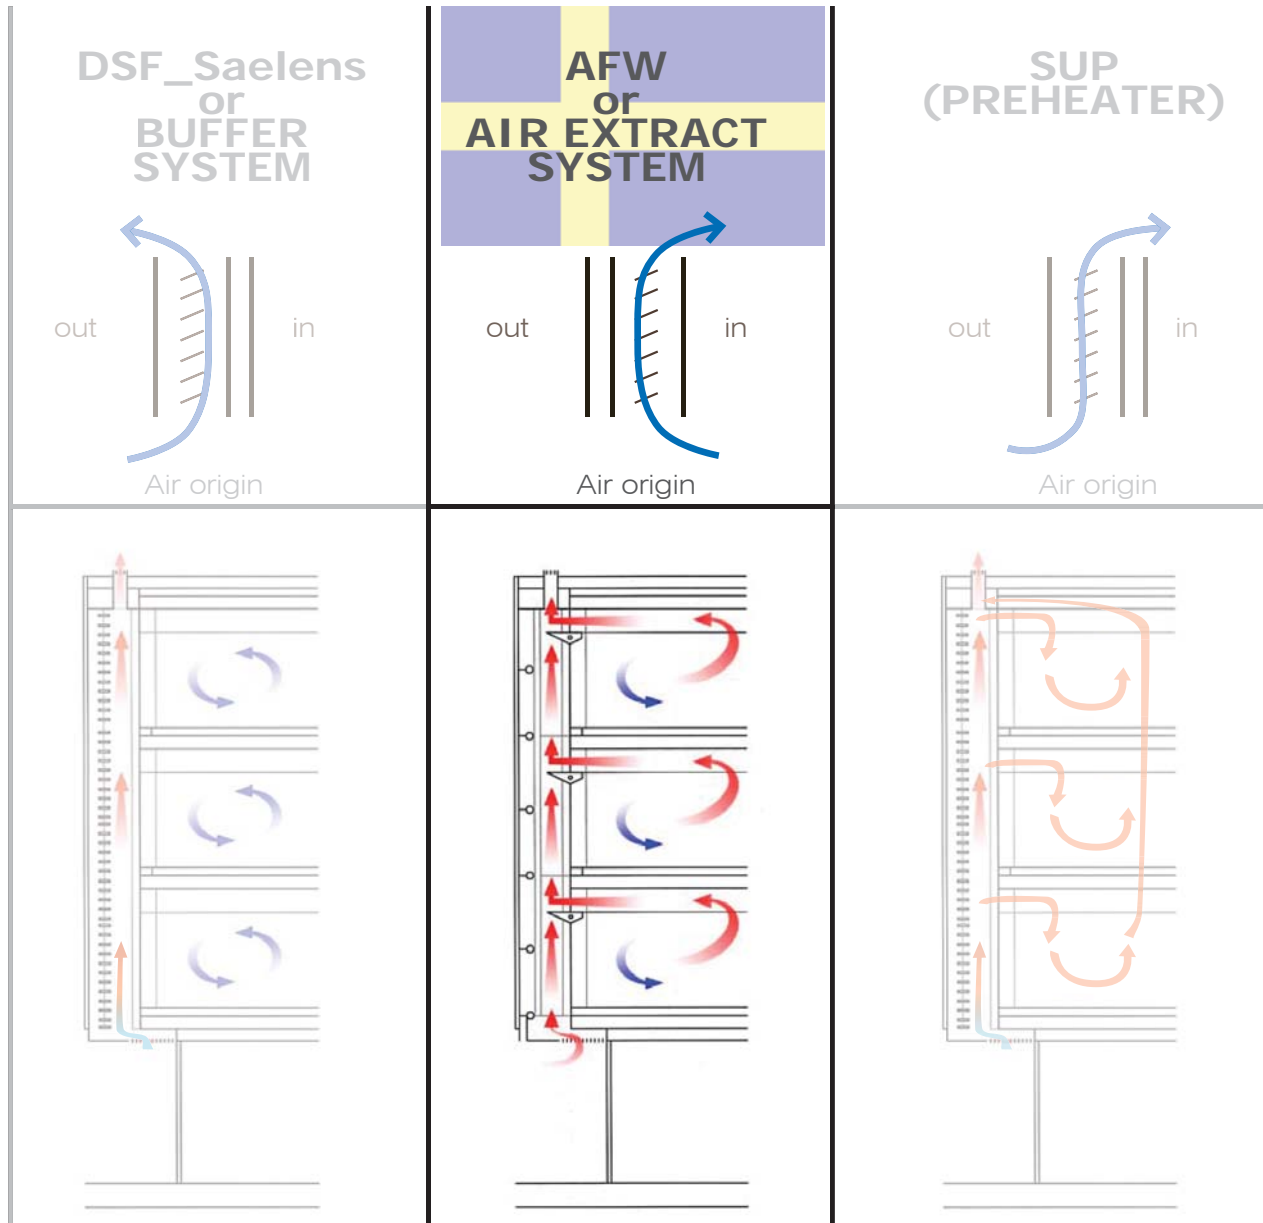 DSF_Saelens
or
BUFFER
SYSTEM
out
in
Air origin
AFW
or
AIR EXTRACT
SYSTEM
out
in
Air origin
SUP
(PREHEATER)
out
in
Air origin